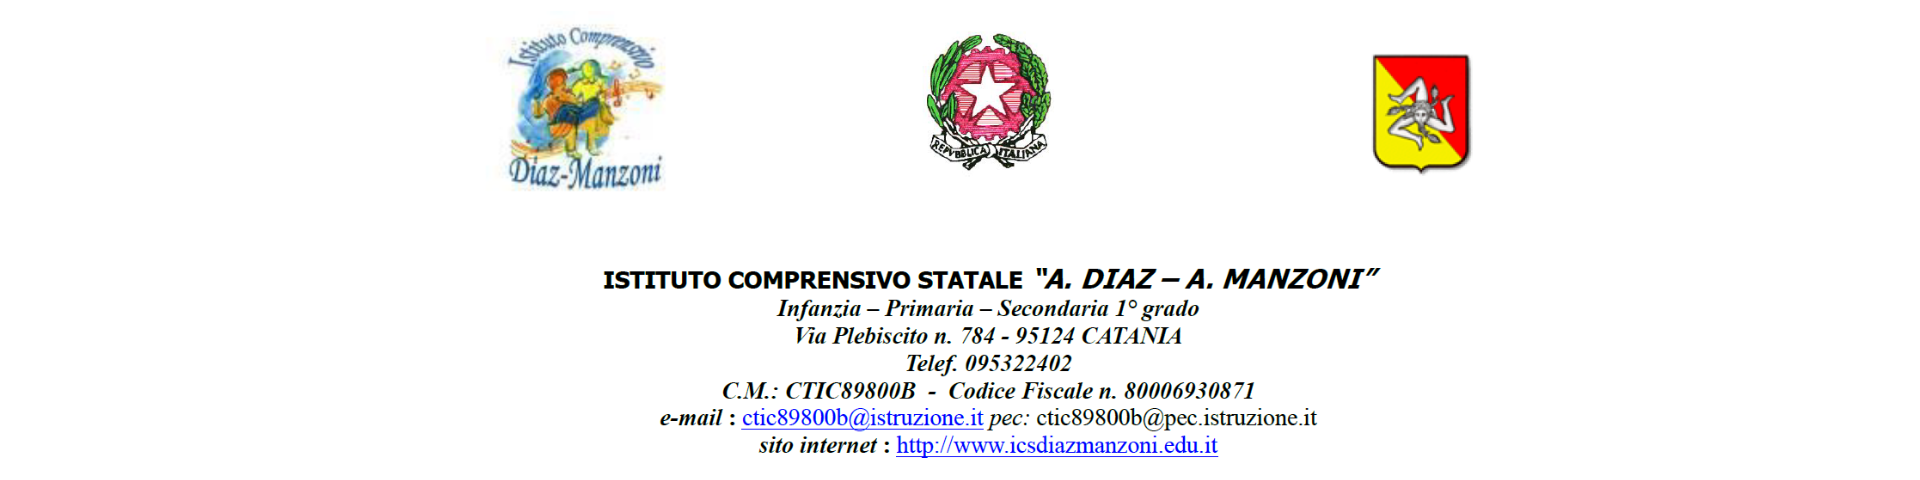 Istituto Comprensivo
Diaz-Manzoni
REPVBBLICA ITALIANA
ISTITUTO COMPRENSIVO STATALE “A. DIAZ – A. MANZONI”
Infanzia – Primaria – Secondaria 1° grado
Via Plebiscito n. 784 - 95124 CATANIA
Telef. 095322402
C.M.: CTIC89800B - Codice Fiscale n. 80006930871
e-mail : ctic89800b@istruzione.it pec: ctic89800b@pec.istruzione.it
sito internet : http://www.icsdiazmanzoni.edu.it